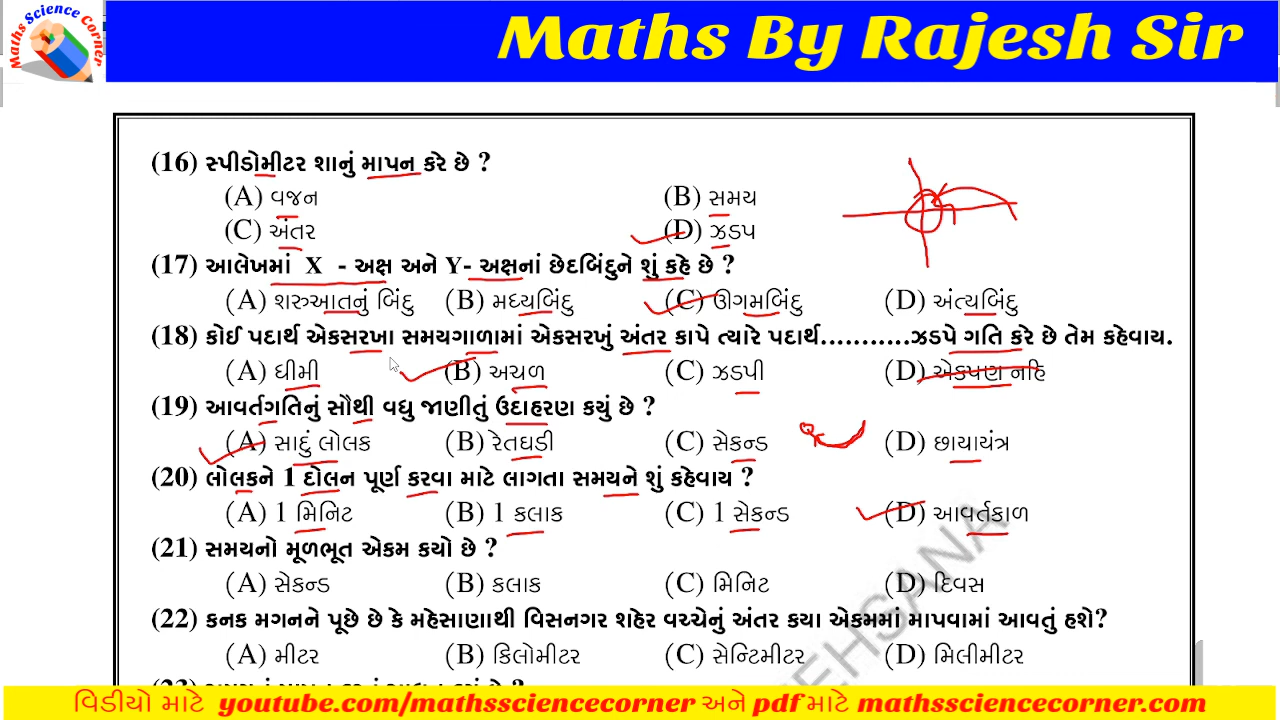 Maths Science Corner
Maths By Rajesh Sir
(16) સ્પીડોમીટર શાનું માપન કરે છે ?
(A) વજન (B) સમય
(C) અંતર (D) ઝડપ
(17) આલેખમાં X - અક્ષ અને Y- અક્ષનાં છેદબિંદુને શું કહે છે ?
(A) શરુઆતનું બિંદુ (B) મધ્યબિંદુ (C) ઊગમબિંદુ (D) અંત્યબિંદુ
(18) કોઈ પદાર્થ એકસરખા સમયગાળામાં એકસરખું અંતર કાપે ત્યારે પદાર્થ...........ઝડપે ગતિ કરે છે તેમ કહેવાય.
(A) ધીમી (B) અચળ (C) ઝડપી (D) એકપણ નહિ
(19) આવર્તગતિનું સૌથી વધુ જાણીતું ઉદાહરણ કયું છે ?
(A) સાદું લોલક (B) રેતઘડી (C) સેકન્ડ (D) છાયાયંત્ર
(20) લોલકને 1 દોલન પૂર્ણ કરવા માટે લાગતા સમયને શું કહેવાય ?
(A) 1 મિનિટ (B) 1 કલાક (C) 1 સેકન્ડ (D) આવર્તકાળ
(21) સમયનો મૂળભૂત એકમ કયો છે ?
(A) સેકન્ડ (B) કલાક (C) મિનિટ (D) દિવસ
(22) કનક મગનને પૂછે છે કે મહેસાણાથી વિસનગર શહેર વચ્ચેનું અંતર કયા એકમમાં માપવામાં આવતું હશે?
(A) મીટર (B) કિલોમીટર (C) સેન્ટિમીટર (D) મિલીમીટર
EHSANA
વિડીયો માટે youtube.com/mathssciencecorner અને pdf માટે mathssciencecorner.com